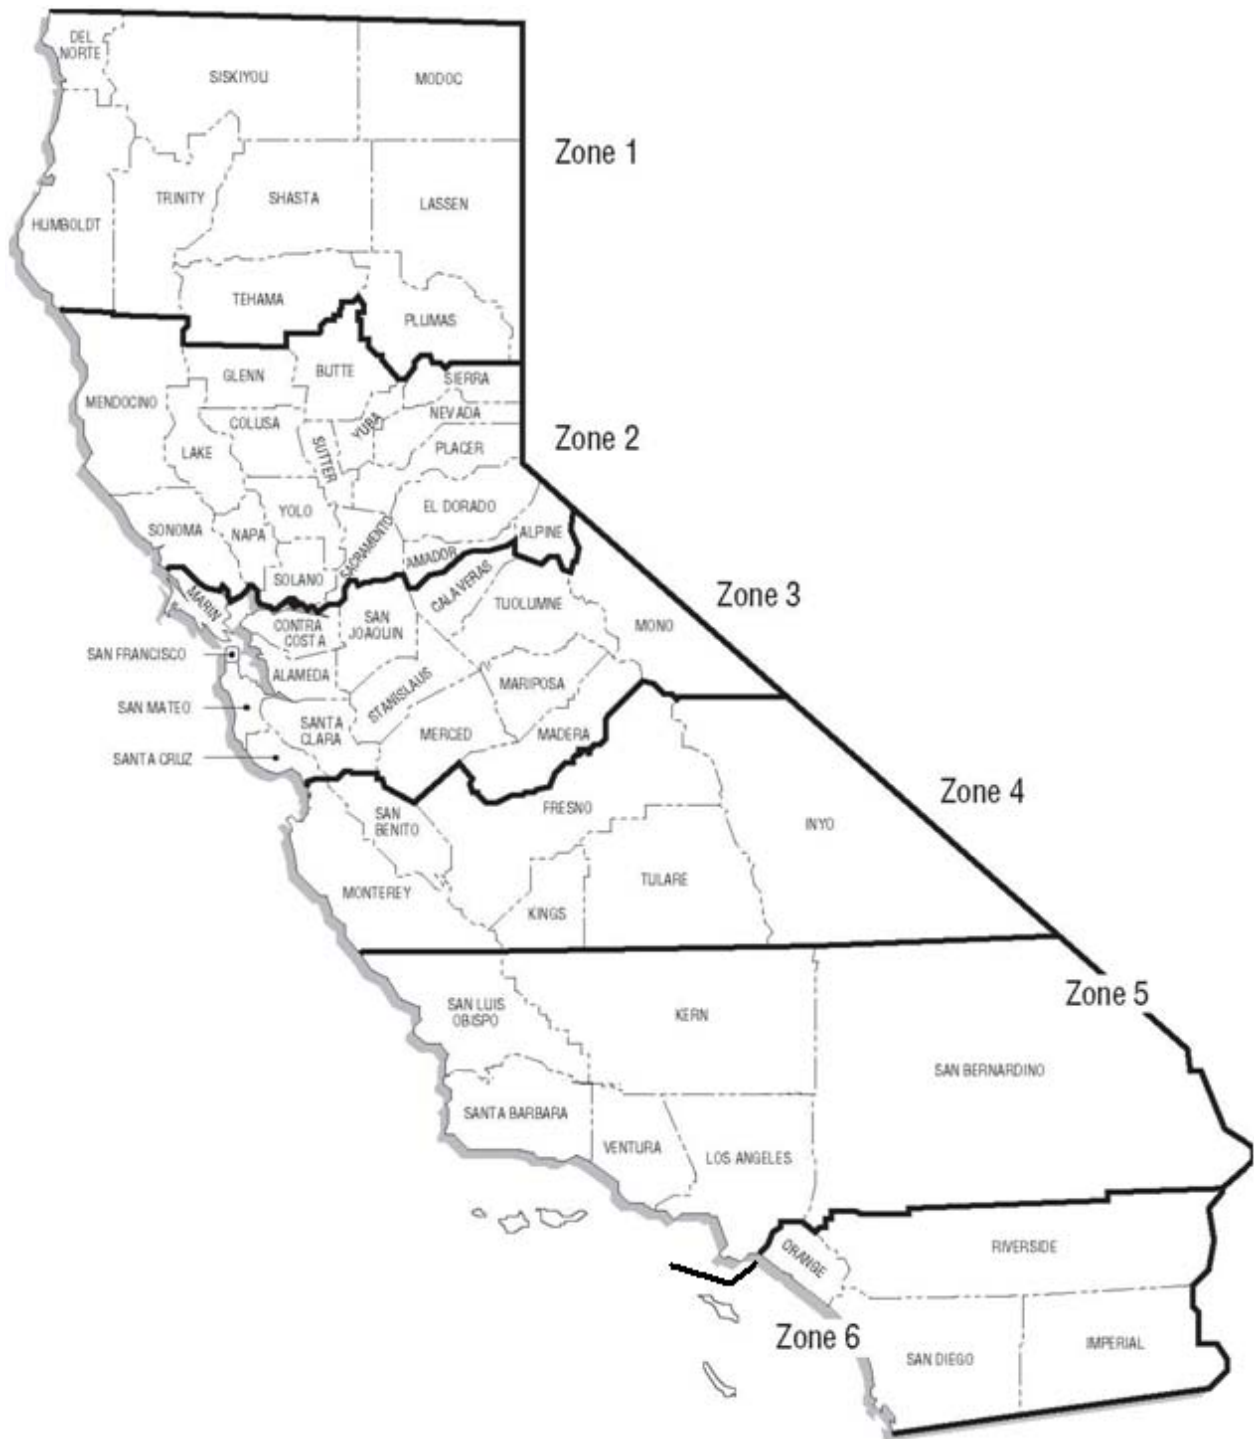 DEL
NORTE
SISKIYOU
MODOC
Zone 1
HUMBOLDT
TRINITY
SHASTA
LASSEN
TEHAMA
PLUMAS
MENDOCINO
GLENN
BUTTE
SIERRA
COLUSA
YUBA
NEVADA
Zone 2
LAKE
SUTTER
PLACER
SONOMA
NAPA
YOLO
EL DORADO
SACRAMENTO
ALPINE
SOLANO
AMADOR
MARIN
CALAVERAS
Zone 3
CONTRA
COSTA
SAN
JOAQUIN
TUOLUMNE
MONO
SAN FRANCISCO
ALAMEDA
STANISLAUS
MARIPOSA
SAN MATEO
SANTA
CLARA
MERCED
MADERA
SANTA CRUZ
Zone 4
SAN
BENITO
FRESNO
INYO
MONTEREY
KINGS
TULARE
Zone 5
SAN LUIS
OBISPO
KERN
SAN BERNARDINO
SANTA BARBARA
VENTURA
LOS ANGELES
ORANGE
RIVERSIDE
Zone 6
SAN DIEGO
IMPERIAL